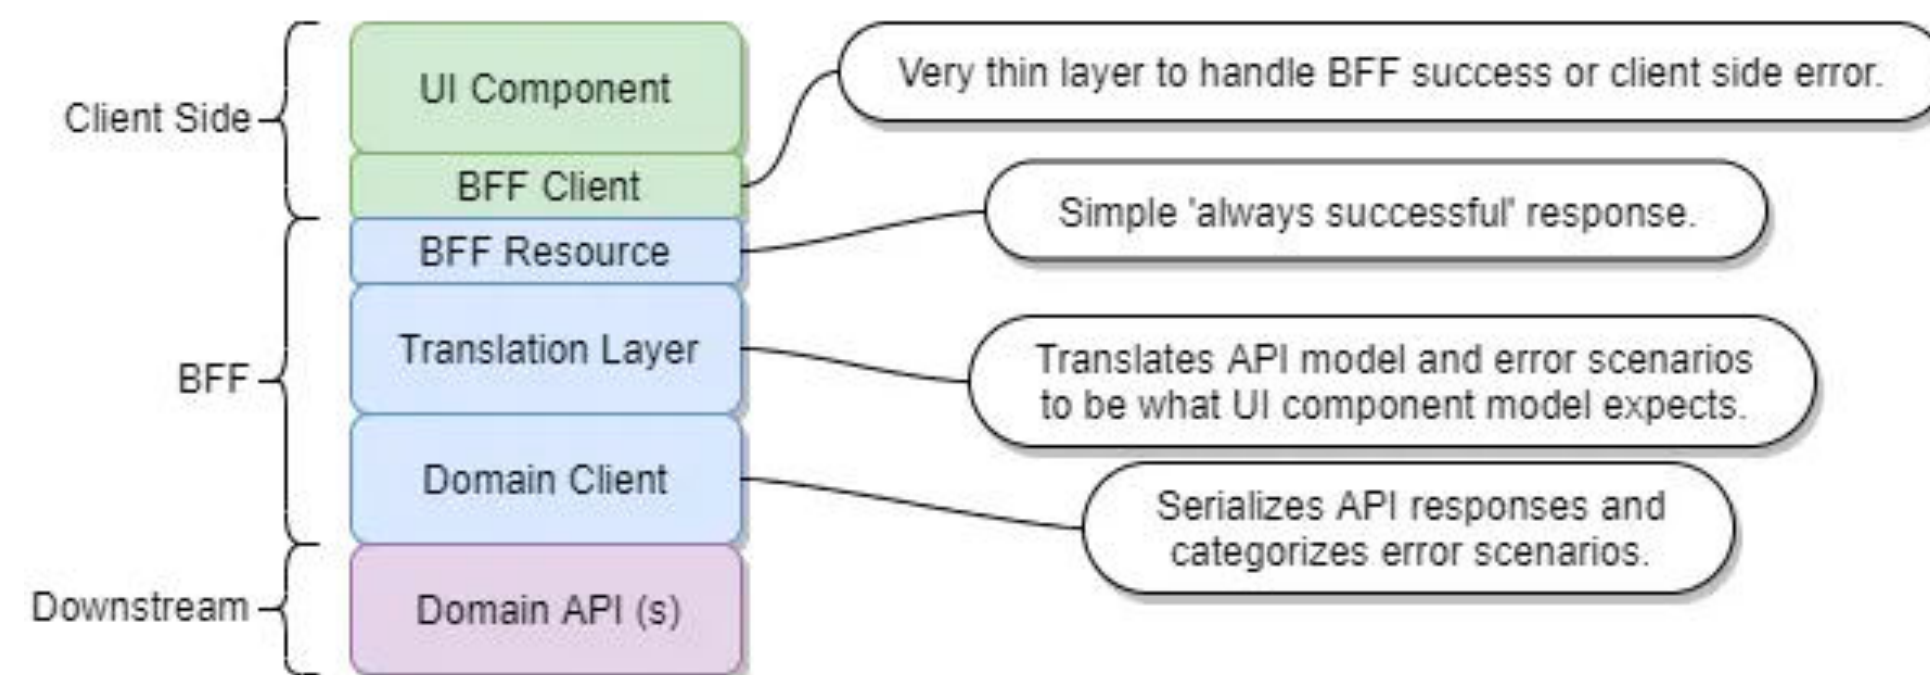 Client Side
UI Component
BFF Client
Very thin layer to handle BFF success or client side error.
BFF
BFF Resource
Simple 'always successful' response.
Translation Layer
Translates API model and error scenarios
to be what UI component model expects.
Domain Client
Serializes API responses and
categorizes error scenarios.
Downstream
Domain API (s)